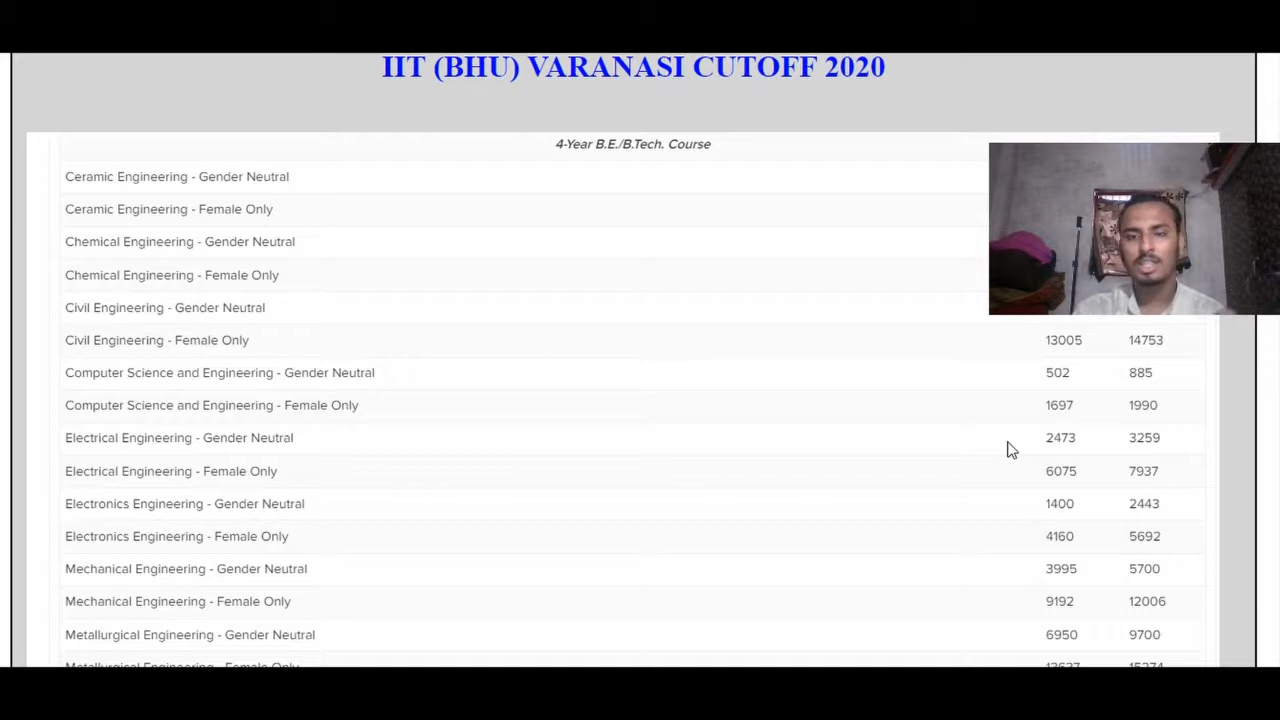 IIT (BHU) VARANASI CUTOFF 2020
4-Year B.E./B.Tech. Course
Ceramic Engineering - Gender Neutral
Ceramic Engineering - Female Only
Chemical Engineering - Gender Neutral
Chemical Engineering - Female Only
Civil Engineering - Gender Neutral
Civil Engineering - Female Only 13005 14753
Computer Science and Engineering - Gender Neutral 502 885
Computer Science and Engineering - Female Only 1697 1990
Electrical Engineering - Gender Neutral 2473 3259
Electrical Engineering - Female Only 6075 7937
Electronics Engineering - Gender Neutral 1400 2443
Electronics Engineering - Female Only 4160 5692
Mechanical Engineering - Gender Neutral 3995 5700
Mechanical Engineering - Female Only 9192 12006
Metallurgical Engineering - Gender Neutral 6950 9700
Metallurgical Engineering - Female Only